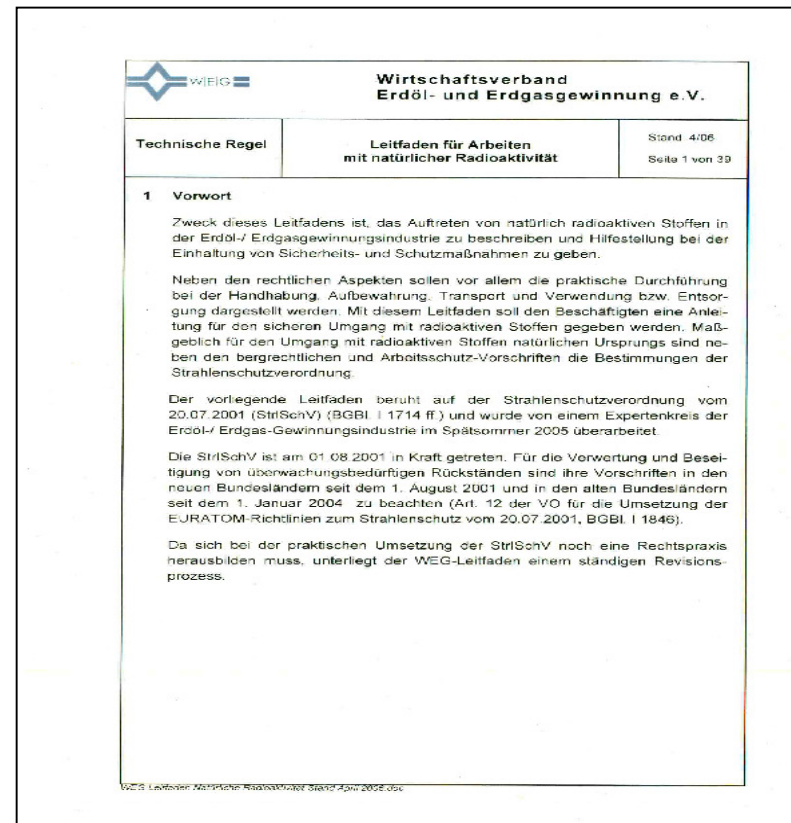 W|E|G
Wirtschaftsverband
Erdöl- und Erdgasgewinnung e.V.
Technische Regel
Leitfaden für Arbeiten
mit natürlicher Radioaktivität
Stand 4/06
Seite 1 von 39
1 Vorwort
Zweck dieses Leitfadens ist, das Auftreten von natürlich radioaktiven Stoffen in
der Erdöl-/ Erdgasgewinnungsindustrie zu beschreiben und Hilfestellung bei der
Einhaltung von Sicherheits- und Schutzmaßnahmen zu geben.
Neben den rechtlichen Aspekten sollen vor allem die praktische Durchführung
bei der Handhabung, Aufbewahrung, Transport und Verwendung bzw. Entsor-
gung dargestellt werden. Mit diesem Leitfaden soll den Beschäftigten eine Anlei-
tung für den sicheren Umgang mit radioaktiven Stoffen gegeben werden. Maß-
geblich für den Umgang mit radioaktiven Stoffen natürlichen Ursprungs sind ne-
ben den bergrechtlichen und Arbeitsschutz-Vorschriften die Bestimmungen der
Strahlenschutzverordnung.
Der vorliegende Leitfaden beruht auf der Strahlenschutzverordnung vom
20.07.2001 (StrlSchV) (BGBl. I 1714 ff.) und wurde von einem Expertenkreis der
Erdöl-/ Erdgas-Gewinnungsindustrie im Spätsommer 2005 überarbeitet.
Die StrlSchV ist am 01.08.2001 in Kraft getreten. Für die Verwertung und Besei-
tigung von überwachungsbedürftigen Rückständen sind ihre Vorschriften in den
neuen Bundesländern seit dem 1. August 2001 und in den alten Bundesländern
seit dem 1. Januar 2004 zu beachten (Art. 12 der VO für die Umsetzung der
EURATOM-Richtlinien zum Strahlenschutz vom 20.07.2001, BGBl. I 1846).
Da sich bei der praktischen Umsetzung der StrlSchV noch eine Rechtspraxis
herausbilden muss, unterliegt der WEG-Leitfaden einem ständigen Revisions-
prozess.
WEG Leitfaden Natürliche Radioaktivität Stand April 2006.doc